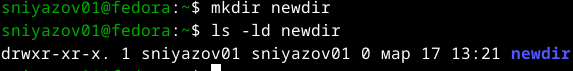 sniyazov01@fedora:~$ mkdir newdir
sniyazov01@fedora:~$ ls -ld newdir
drwxr-xr-x. 1 sniyazov01 sniyazov01 0 мар 17 13:21 newdir